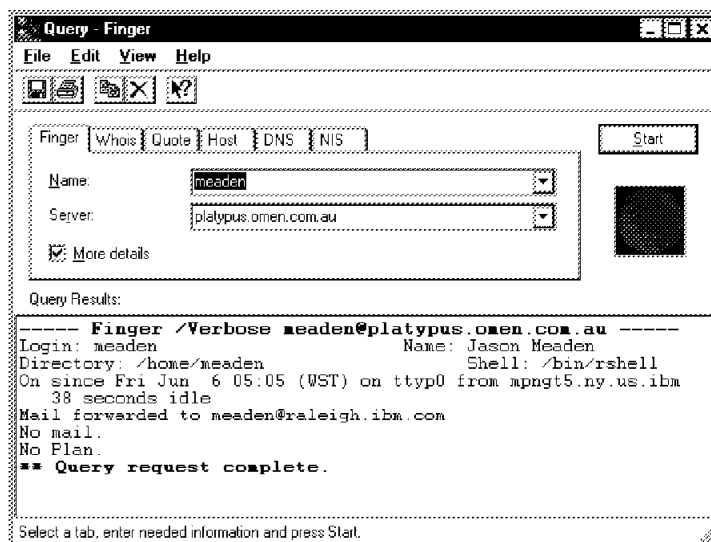 Query - Finger
File Edit View Help
Finger Whois Quote Host DNS NIS
Start
Name: meaden
Server: platypus.omen.com.au
More details
Query Results:
----- Finger /Verbose meaden@platypus.omen.com.au -----
Login: meaden Name: Jason Meaden
Directory: /home/meaden Shell: /bin/rshell
On since Fri Jun 6 05:05 (WST) on ttyp0 from mpngt5.ny.us.ibm
38 seconds idle
Mail forwarded to meaden@raleigh.ibm.com
No mail.
No Plan.
** Query request complete.
Select a tab, enter needed information and press Start.